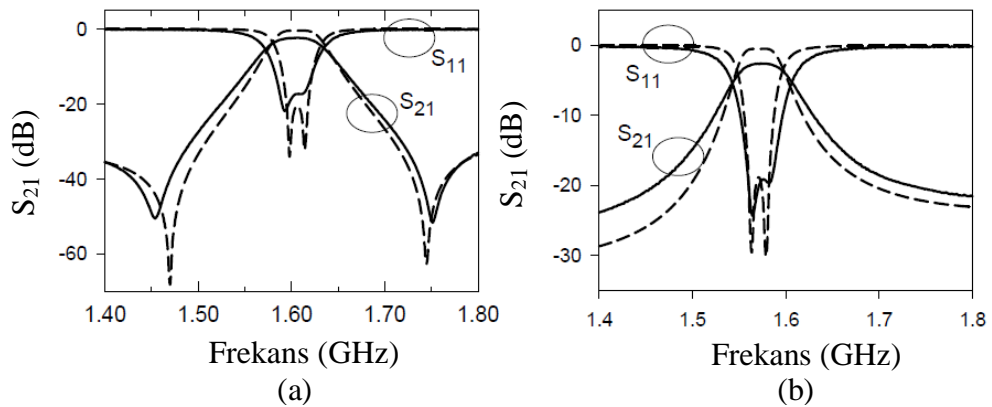 0
-20
-40
-60
S21 (dB)
S11
S21
1.40
1.50
1.60
1.70
1.80
Frekans (GHz)
(a)
0
-10
-20
-30
S21 (dB)
S11
S21
1.4
1.5
1.6
1.7
1.8
Frekans (GHz)
(b)